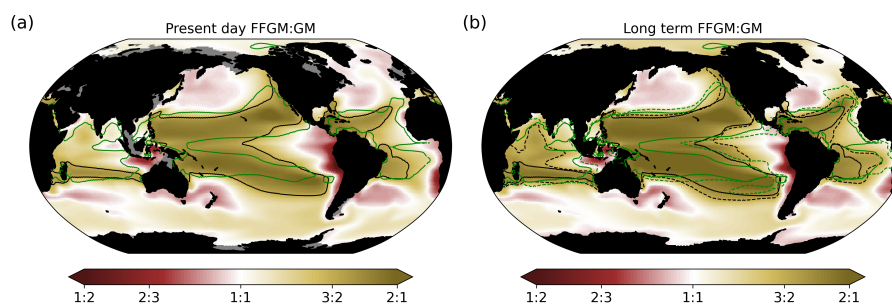 (a)
Present day FFGM:GM
1:2 2:3 1:1 3:2 2:1
(b)
Long term FFGM:GM
1:2 2:3 1:1 3:2 2:1